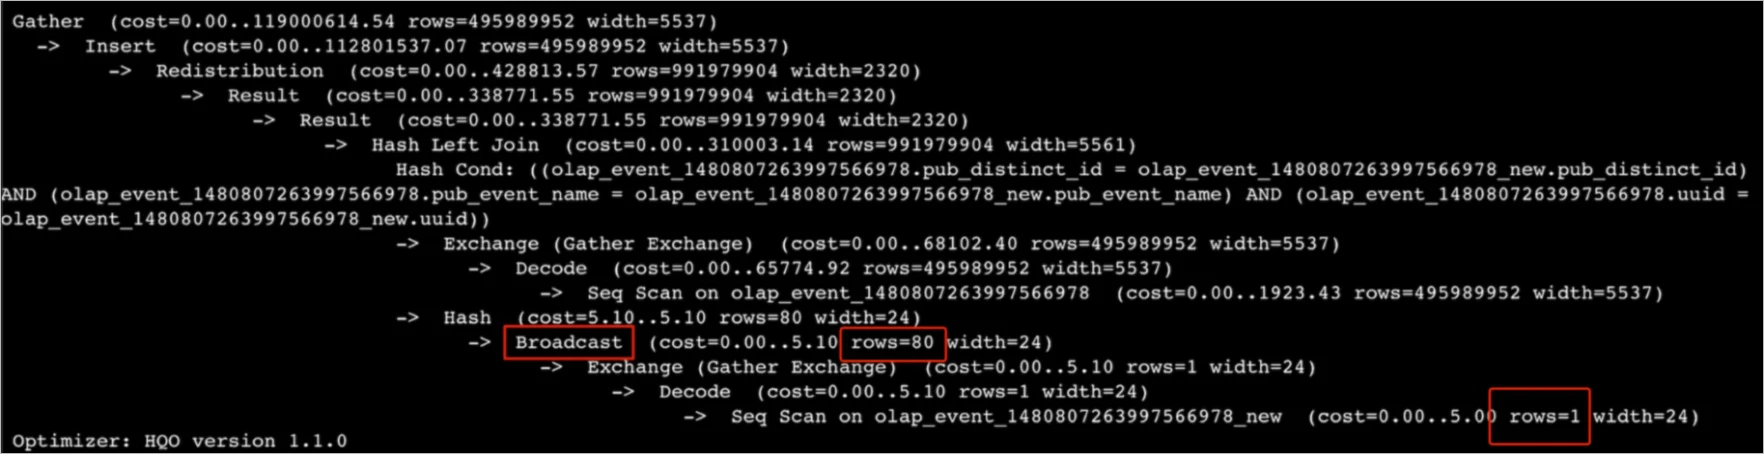 Gather  (cost=0.00..119000614.54 rows=495989952 width=5537)
  ->  Insert  (cost=0.00..112801537.07 rows=495989952 width=5537)
        ->  Redistribution  (cost=0.00..428813.57 rows=991979904 width=2320)
              ->  Result  (cost=0.00..338771.55 rows=991979904 width=2320)
                    ->  Result  (cost=0.00..338771.55 rows=991979904 width=2320)
                          ->  Hash Left Join  (cost=0.00..310003.14 rows=991979904 width=5561)
                                Hash Cond: ((olap_event_1480807263997566978.pub_distinct_id = olap_event_1480807263997566978_new.pub_distinct_id)
AND (olap_event_1480807263997566978.pub_event_name = olap_event_1480807263997566978_new.pub_event_name) AND (olap_event_1480807263997566978.uuid =
olap_event_1480807263997566978_new.uuid))
                                ->  Exchange (Gather Exchange)  (cost=0.00..68102.40 rows=495989952 width=5537)
                                      ->  Decode  (cost=0.00..65774.92 rows=495989952 width=5537)
                                            ->  Seq Scan on olap_event_1480807263997566978  (cost=0.00..1923.43 rows=495989952 width=5537)
                                ->  Hash  (cost=5.10..5.10 rows=80 width=24)
                                      ->  Broadcast  (cost=0.00..5.10 rows=80 width=24)
                                            ->  Exchange (Gather Exchange)  (cost=0.00..5.10 rows=1 width=24)
                                                  ->  Decode  (cost=0.00..5.10 rows=1 width=24)
                                                        ->  Seq Scan on olap_event_1480807263997566978_new  (cost=0.00..5.00 rows=1 width=24)
Optimizer: HQO version 1.1.0